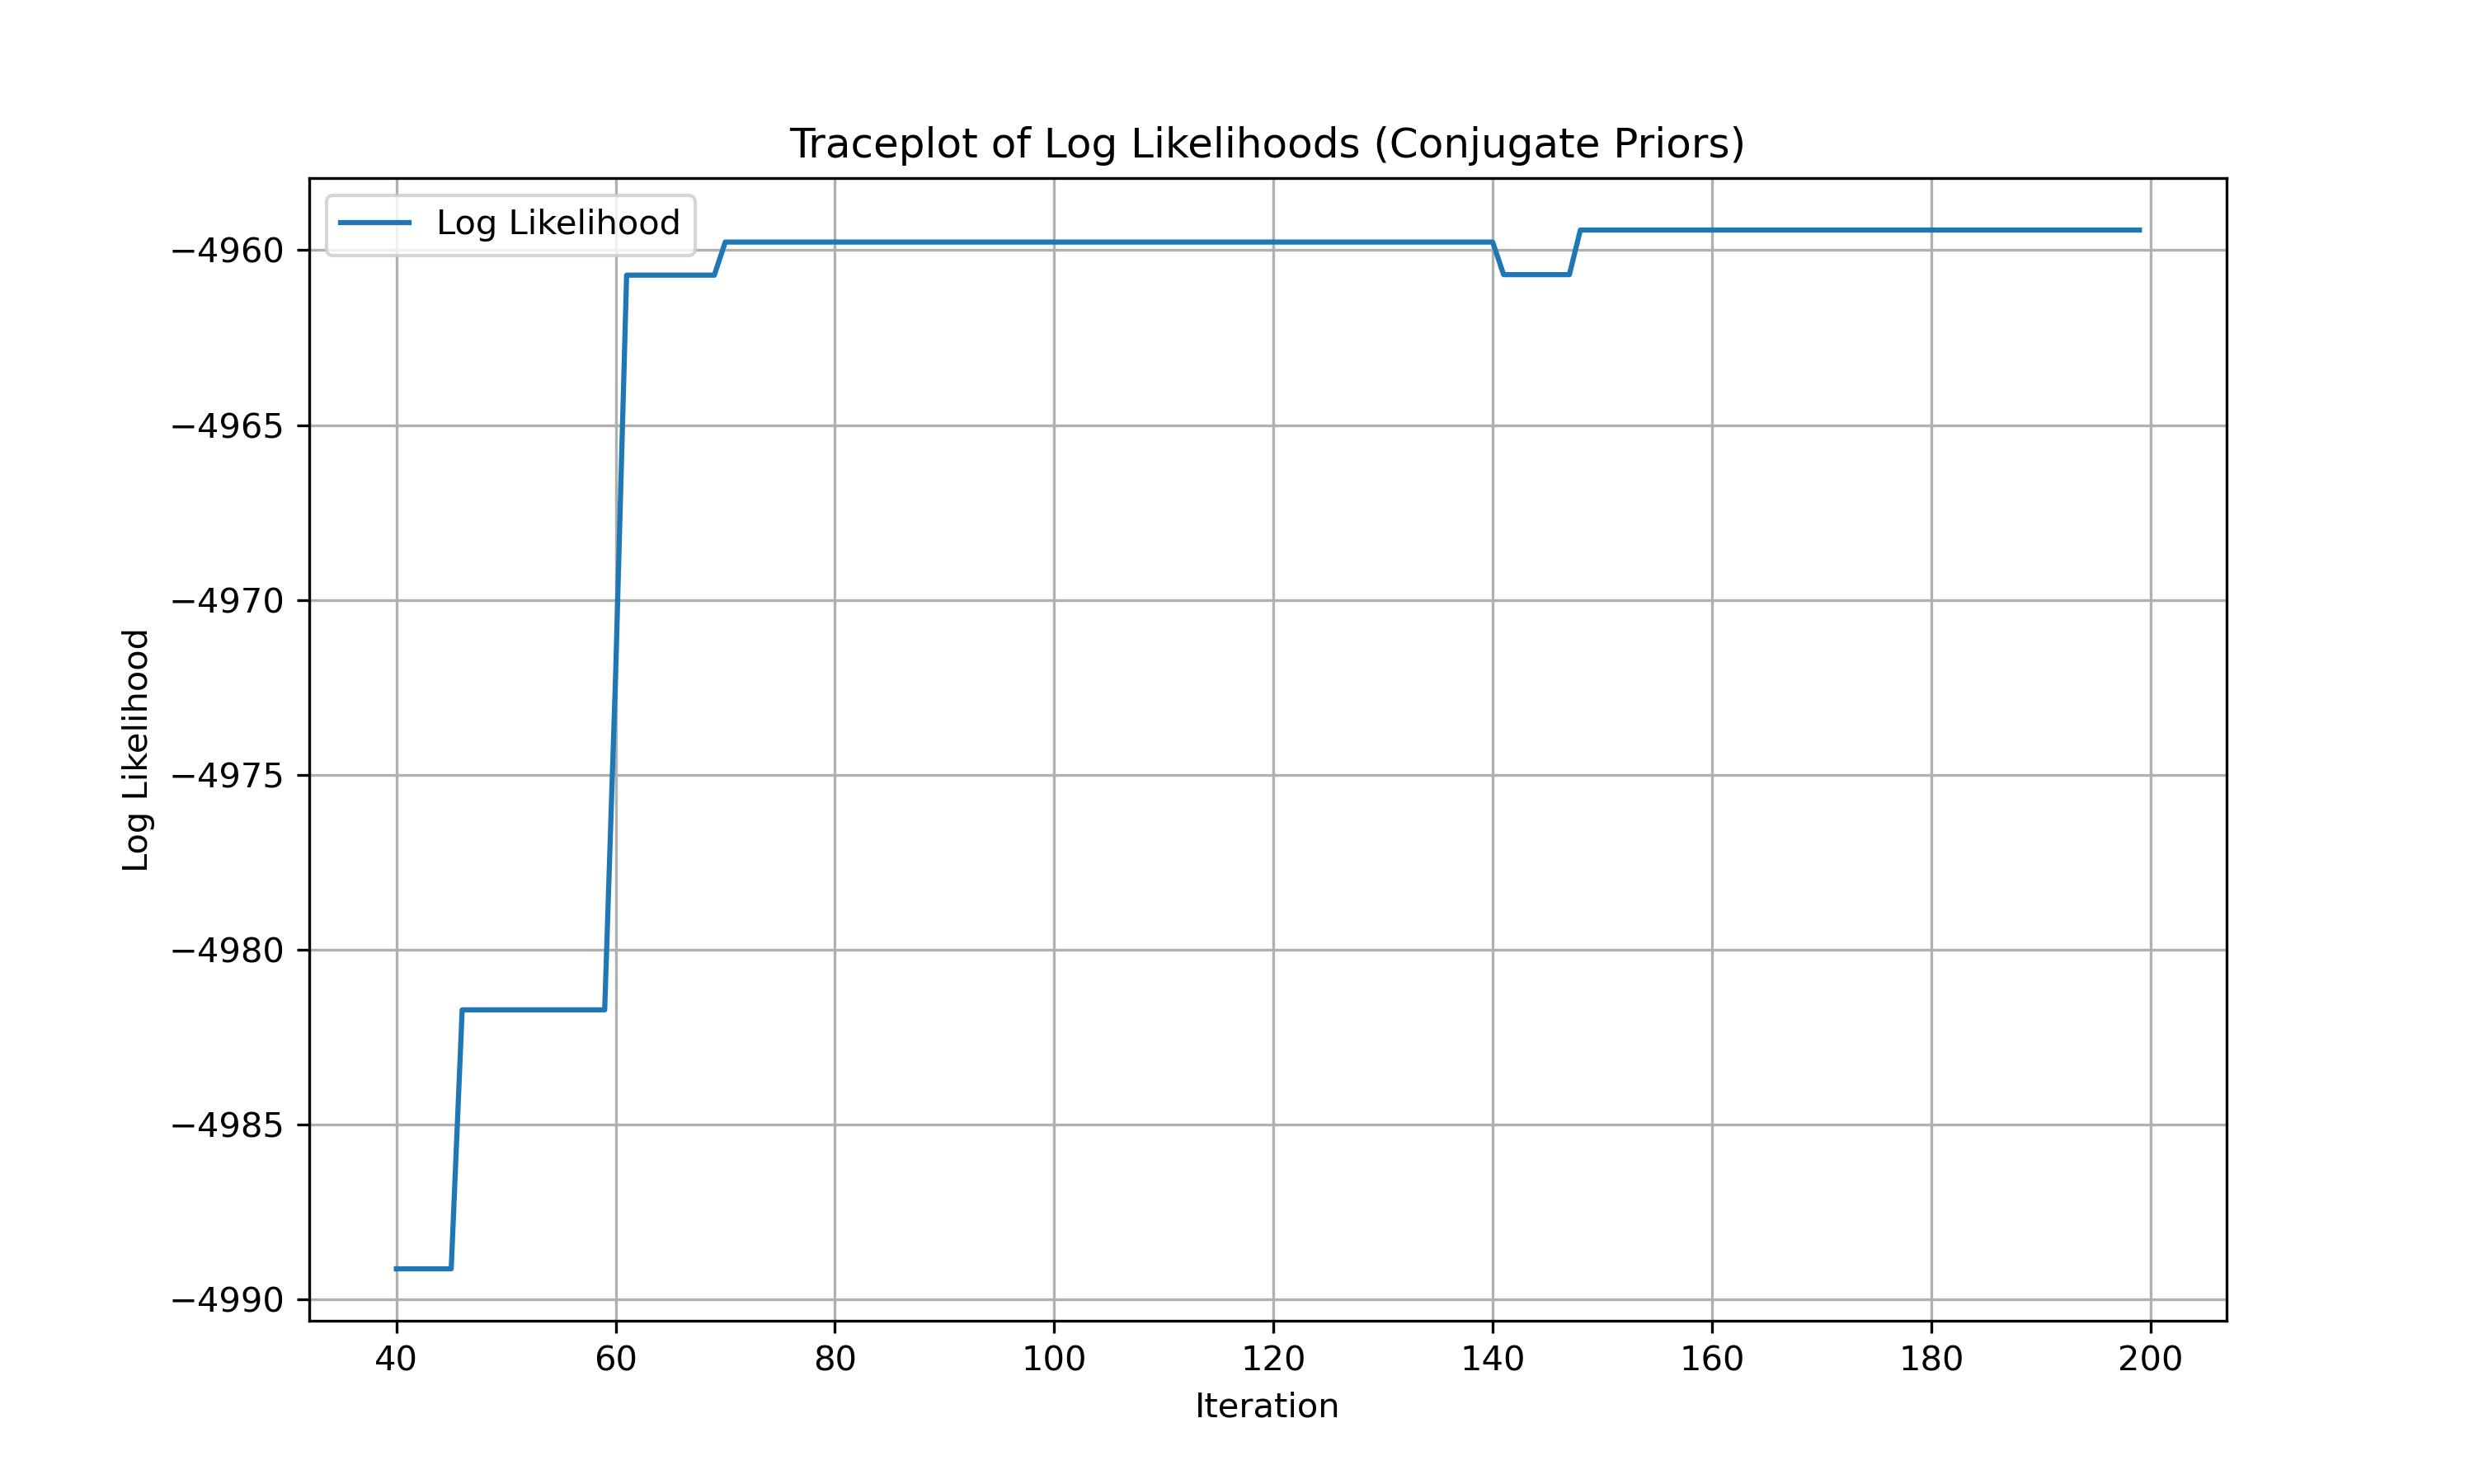 Traceplot of Log Likelihoods (Conjugate Priors)
Log Likelihood
−4960
−4965
−4970
−4975
−4980
−4985
−4990
Log Likelihood
40 60 80 100 120 140 160 180 200
Iteration